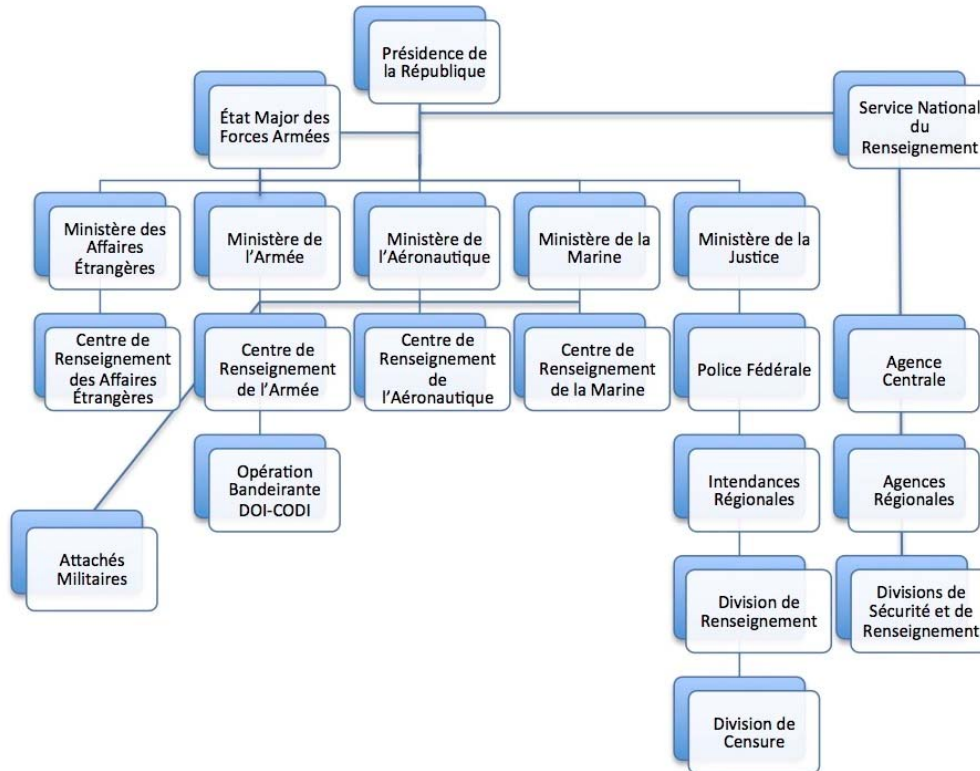 Présidence de
la République
État Major des
Forces Armées
Service National
du
Renseignement
Ministère des
Affaires
Étrangères
Ministère de
l’Armée
Ministère de
l’Aéronautique
Ministère de la
Marine
Ministère de la
Justice
Centre de
Renseignement
des Affaires
Étrangères
Centre de
Renseignement
de l’Armée
Centre de
Renseignement
de
l’Aéronautique
Centre de
Renseignement
de la Marine
Police Fédérale
Agence
Centrale
Opération
Bandeirante
DOI-CODI
Intendances
Régionales
Agences
Régionales
Attachés
Militaires
Division de
Renseignement
Divisions de
Sécurité et de
Renseignement
Division de
Censure